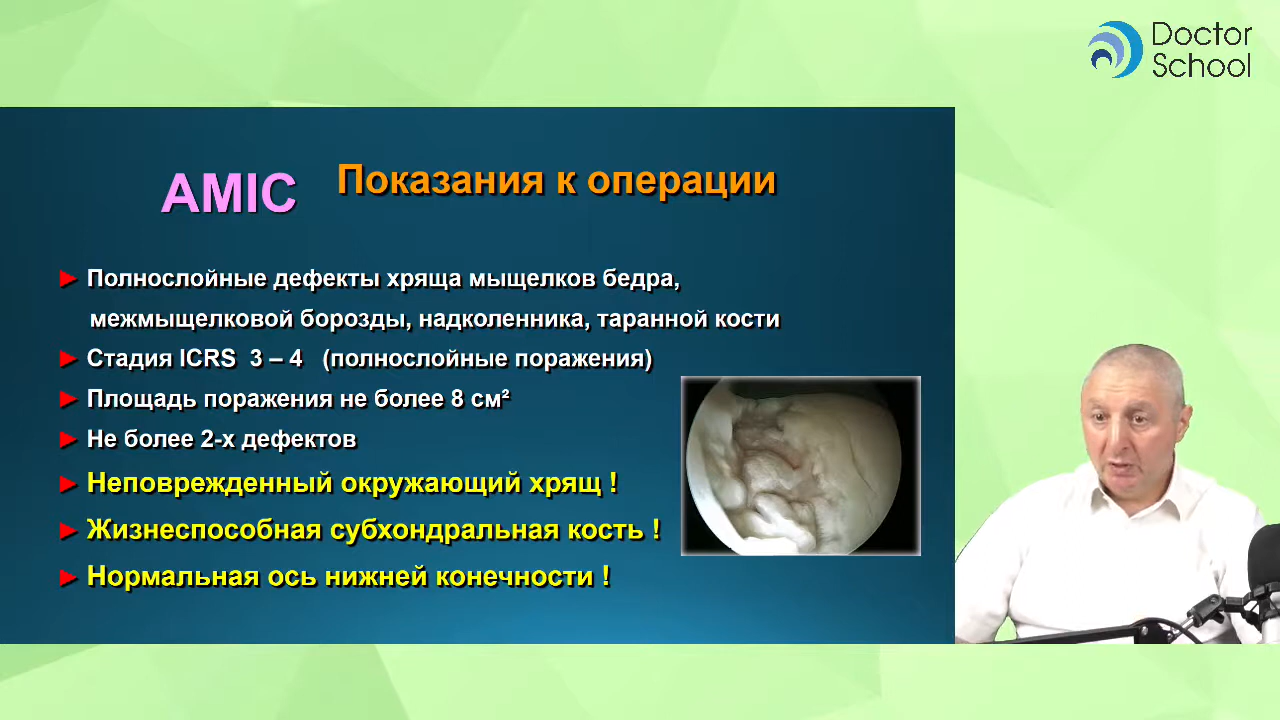 Doctor
School
AMIC Показания к операции
► Полнослойные дефекты хряща мыщелков бедра,
межмыщелковой борозды, надколенника, таранной кости
► Стадия ICRS 3 – 4 (полнослойные поражения)
► Площадь поражения не более 8 см²
► Не более 2-х дефектов
► Неповрежденный окружающий хрящ !
► Жизнеспособная субхондральная кость !
► Нормальная ось нижней конечности !